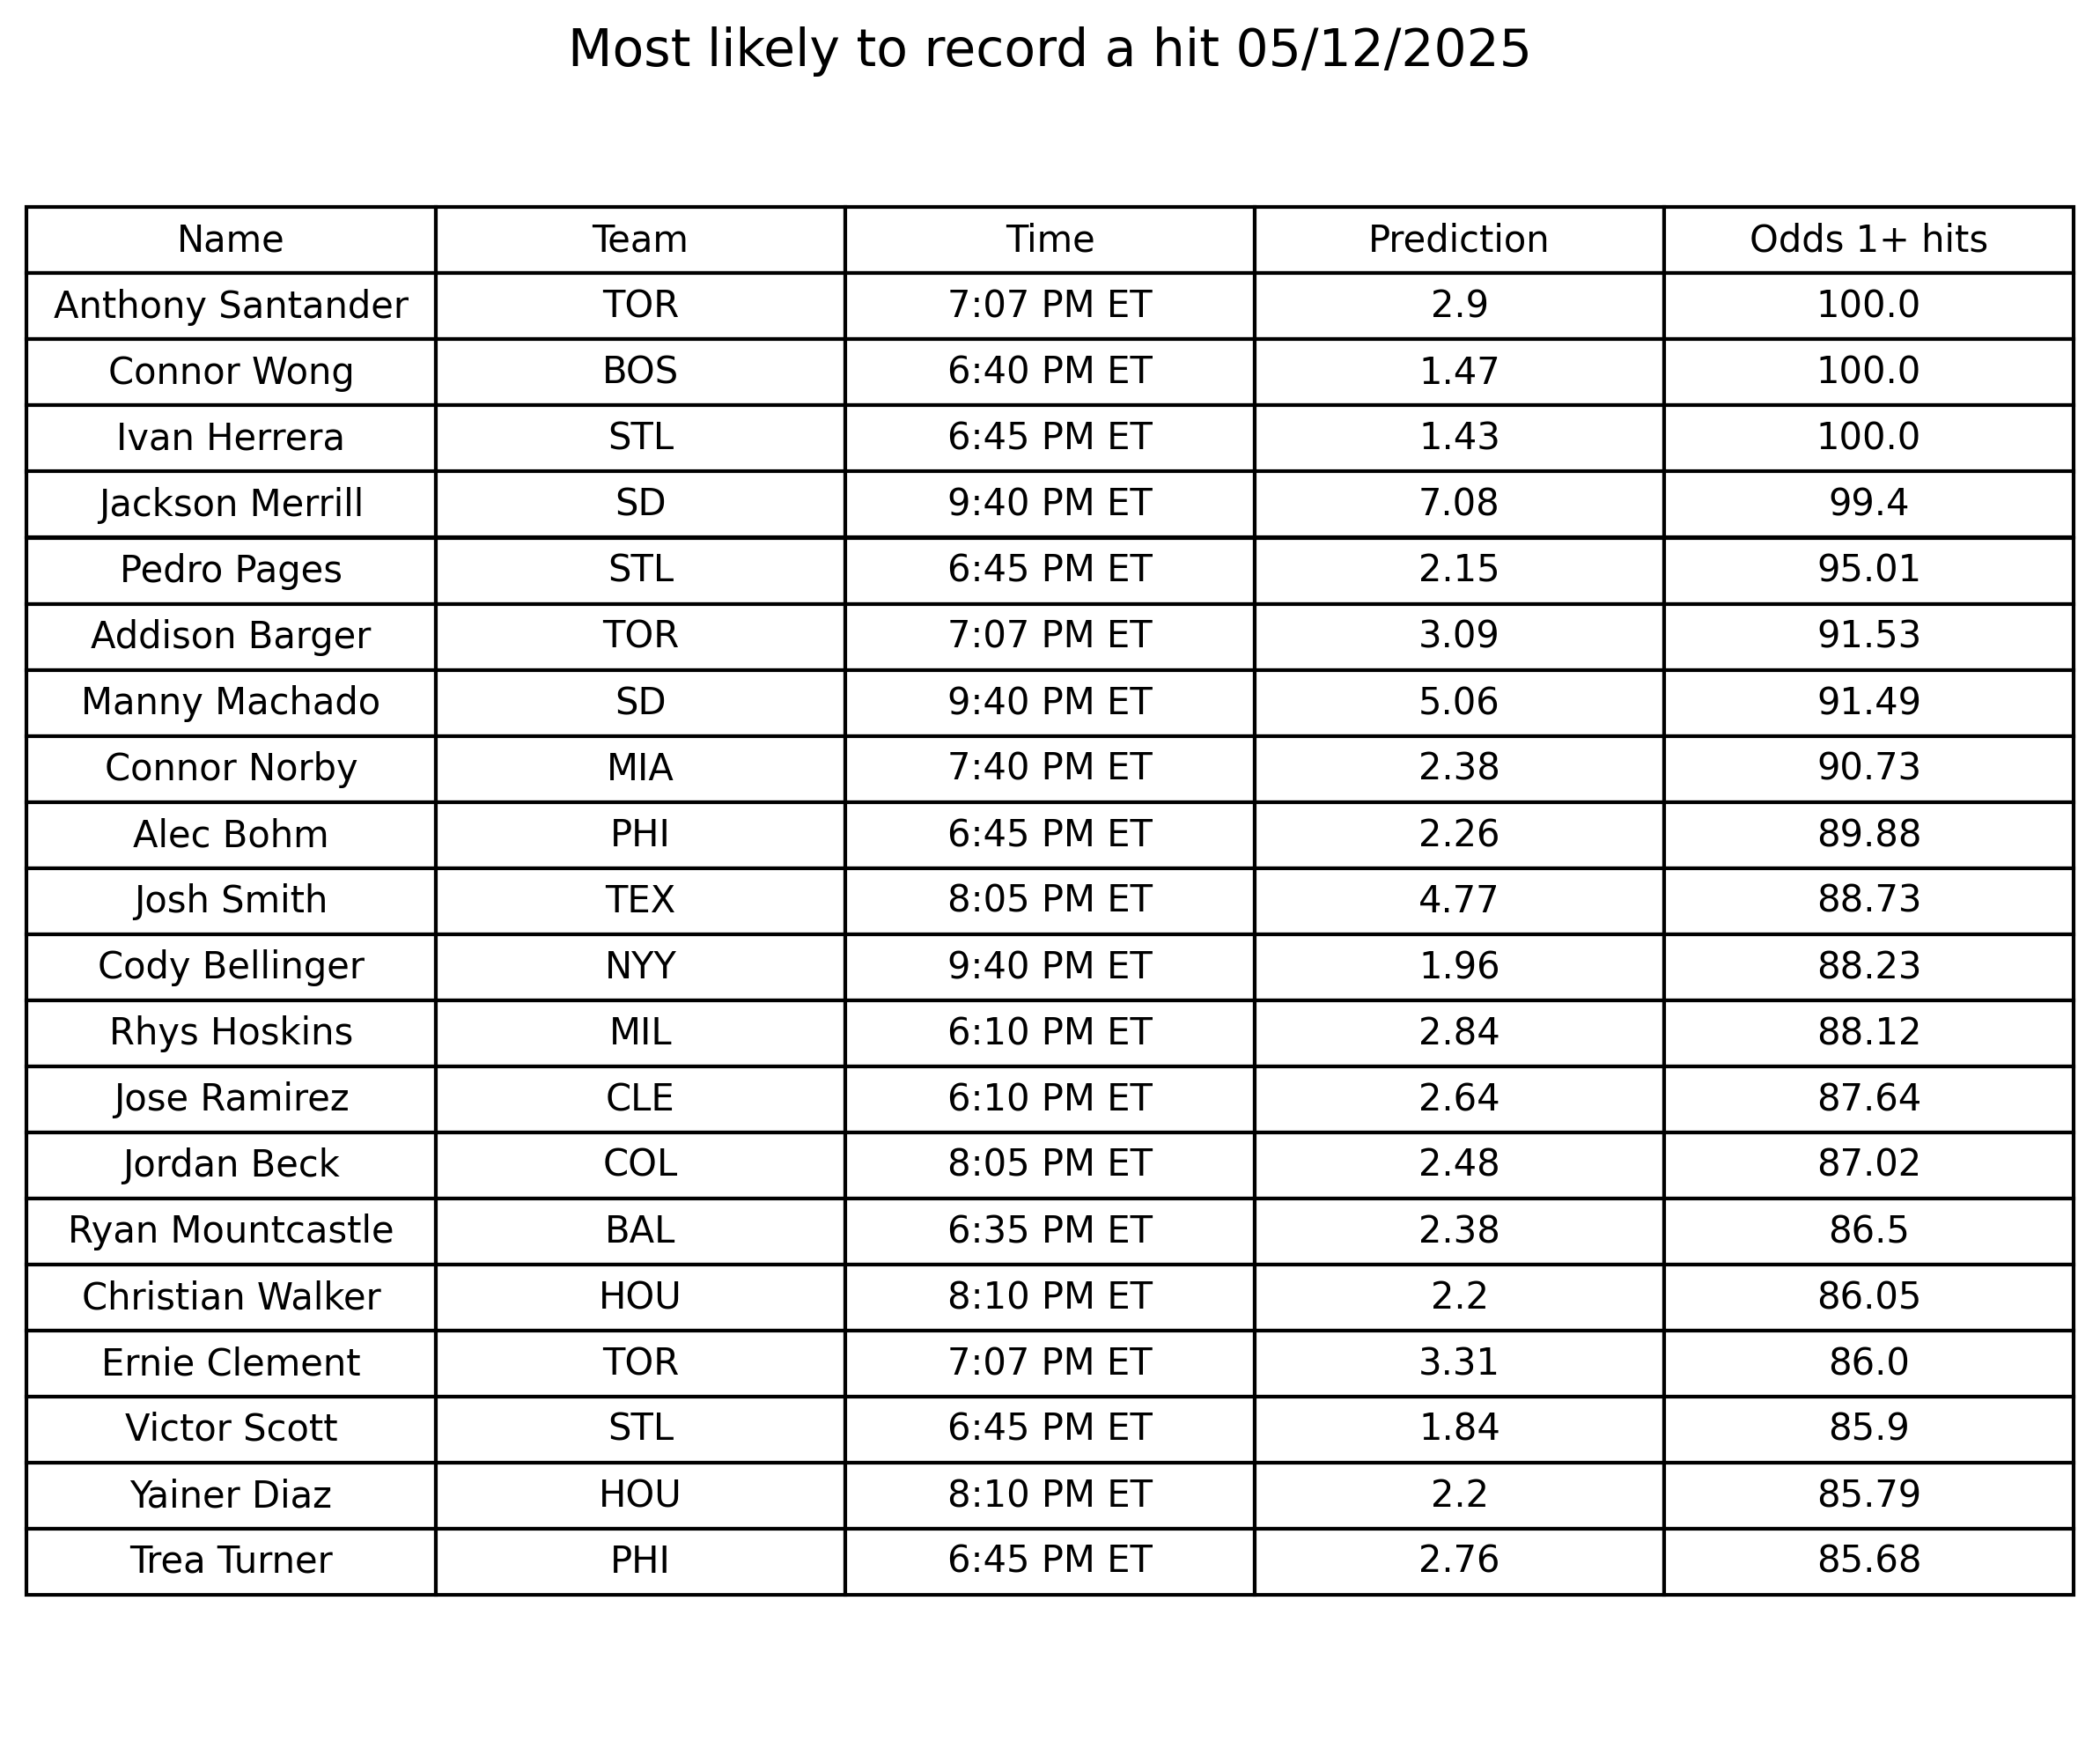 Most likely to record a hit 05/12/2025
Name Team Time Prediction Odds 1+ hits
Anthony Santander TOR 7:07 PM ET 2.9 100.0
Connor Wong BOS 6:40 PM ET 1.47 100.0
Ivan Herrera STL 6:45 PM ET 1.43 100.0
Jackson Merrill SD 9:40 PM ET 7.08 99.4
Pedro Pages STL 6:45 PM ET 2.15 95.01
Addison Barger TOR 7:07 PM ET 3.09 91.53
Manny Machado SD 9:40 PM ET 5.06 91.49
Connor Norby MIA 7:40 PM ET 2.38 90.73
Alec Bohm PHI 6:45 PM ET 2.26 89.88
Josh Smith TEX 8:05 PM ET 4.77 88.73
Cody Bellinger NYY 9:40 PM ET 1.96 88.23
Rhys Hoskins MIL 6:10 PM ET 2.84 88.12
Jose Ramirez CLE 6:10 PM ET 2.64 87.64
Jordan Beck COL 8:05 PM ET 2.48 87.02
Ryan Mountcastle BAL 6:35 PM ET 2.38 86.5
Christian Walker HOU 8:10 PM ET 2.2 86.05
Ernie Clement TOR 7:07 PM ET 3.31 86.0
Victor Scott STL 6:45 PM ET 1.84 85.9
Yainer Diaz HOU 8:10 PM ET 2.2 85.79
Trea Turner PHI 6:45 PM ET 2.76 85.68